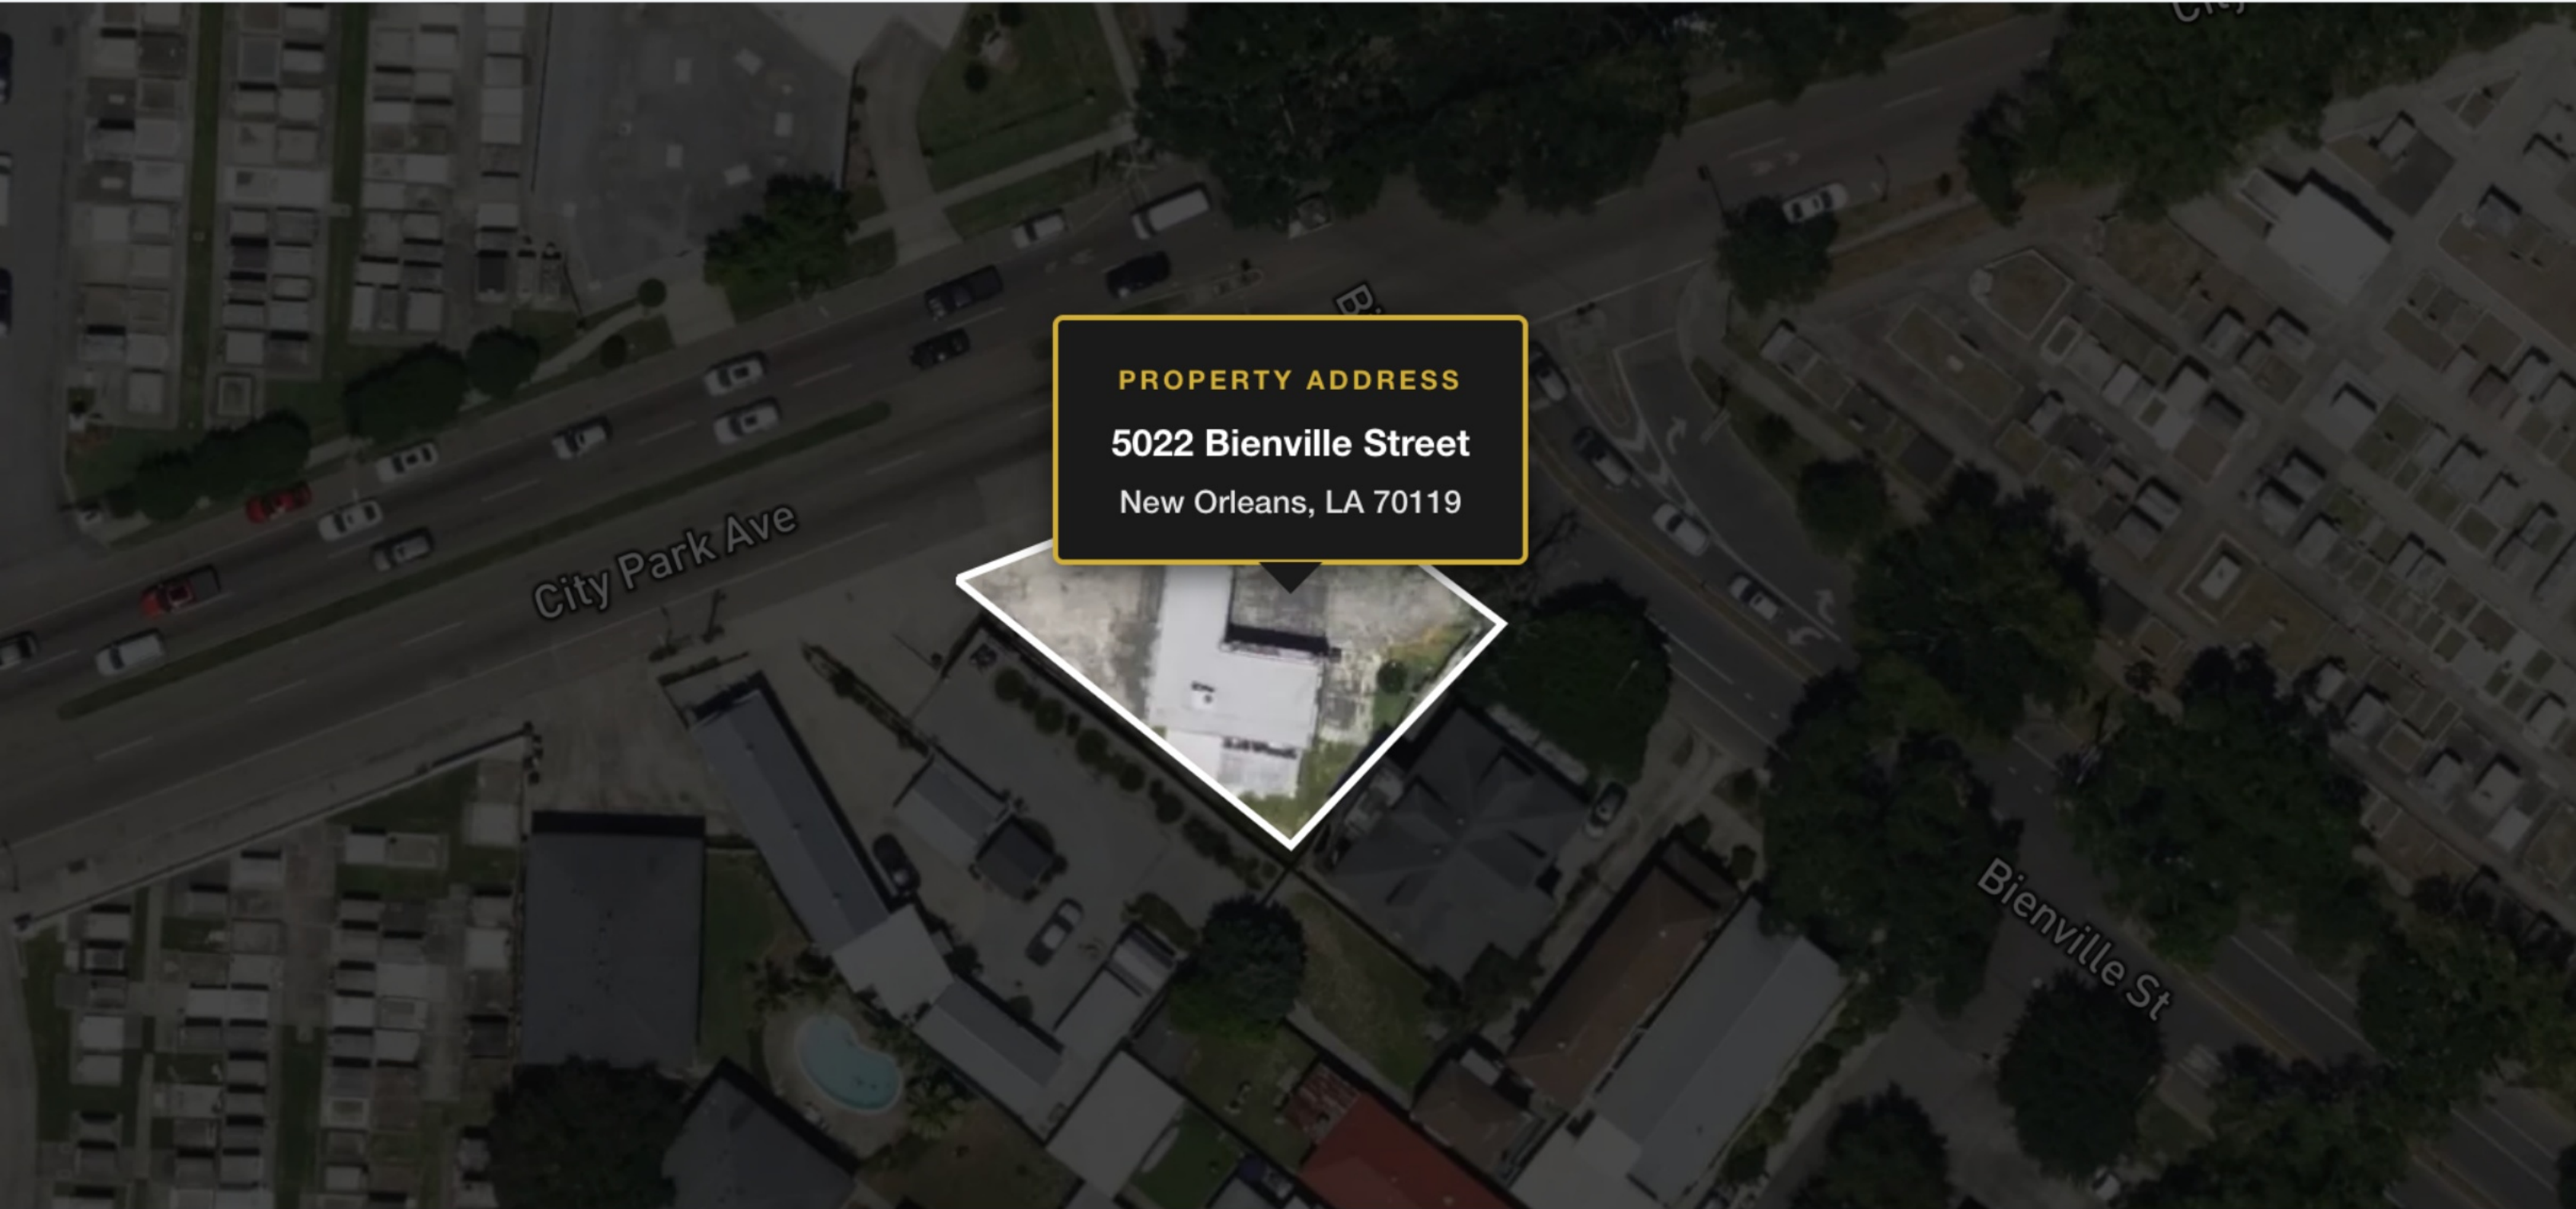 PROPERTY ADDRESS
5022 Bienville Street
New Orleans, LA 70119
City Park Ave
Bienville St